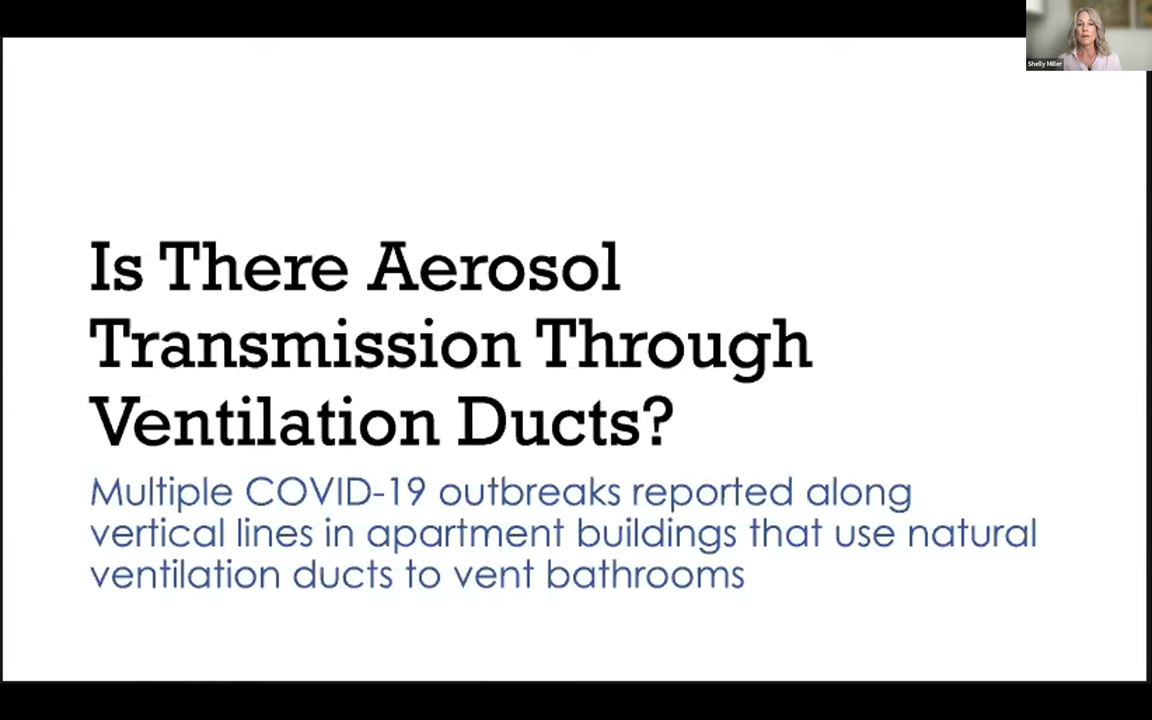 Shelly Miller
Is There Aerosol
Transmission Through
Ventilation Ducts?
Multiple COVID-19 outbreaks reported along
vertical lines in apartment buildings that use natural
ventilation ducts to vent bathrooms